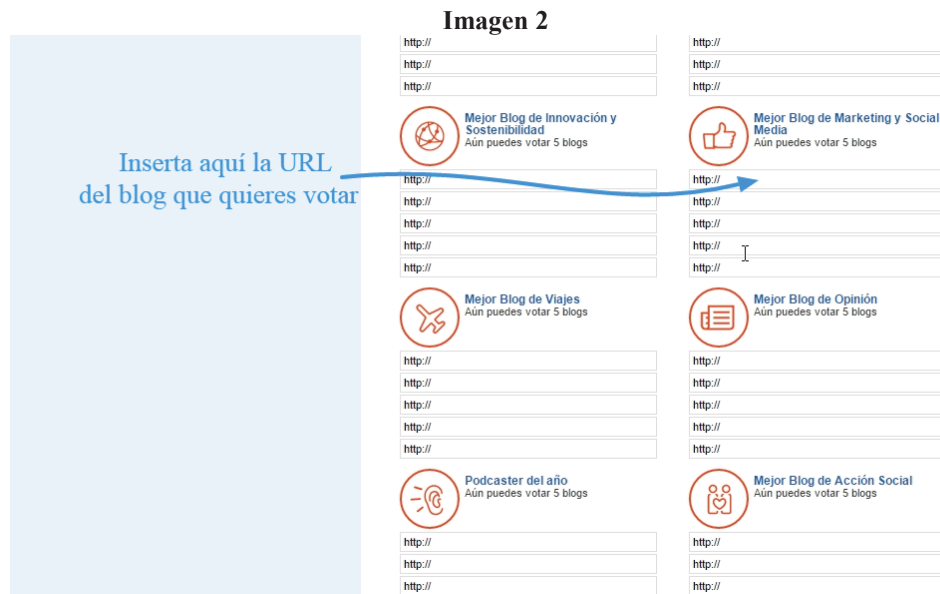 Imagen 2
http://
http://
http://
http://
http://
http://
Mejor Blog de Innovación y
Sostenibilidad
Aún puedes votar 5 blogs
Mejor Blog de Marketing y Social
Media
Aún puedes votar 5 blogs
Inserta aquí la URL
del blog que quieres votar
http://
http://
http://
http://
http://
http://
http://
http://
http://
http://
Mejor Blog de Viajes
Aún puedes votar 5 blogs
Mejor Blog de Opinión
Aún puedes votar 5 blogs
http://
http://
http://
http://
http://
http://
http://
http://
http://
http://
Podcaster del año
Aún puedes votar 5 blogs
Mejor Blog de Acción Social
Aún puedes votar 5 blogs
http://
http://
http://
http://
http://
http://